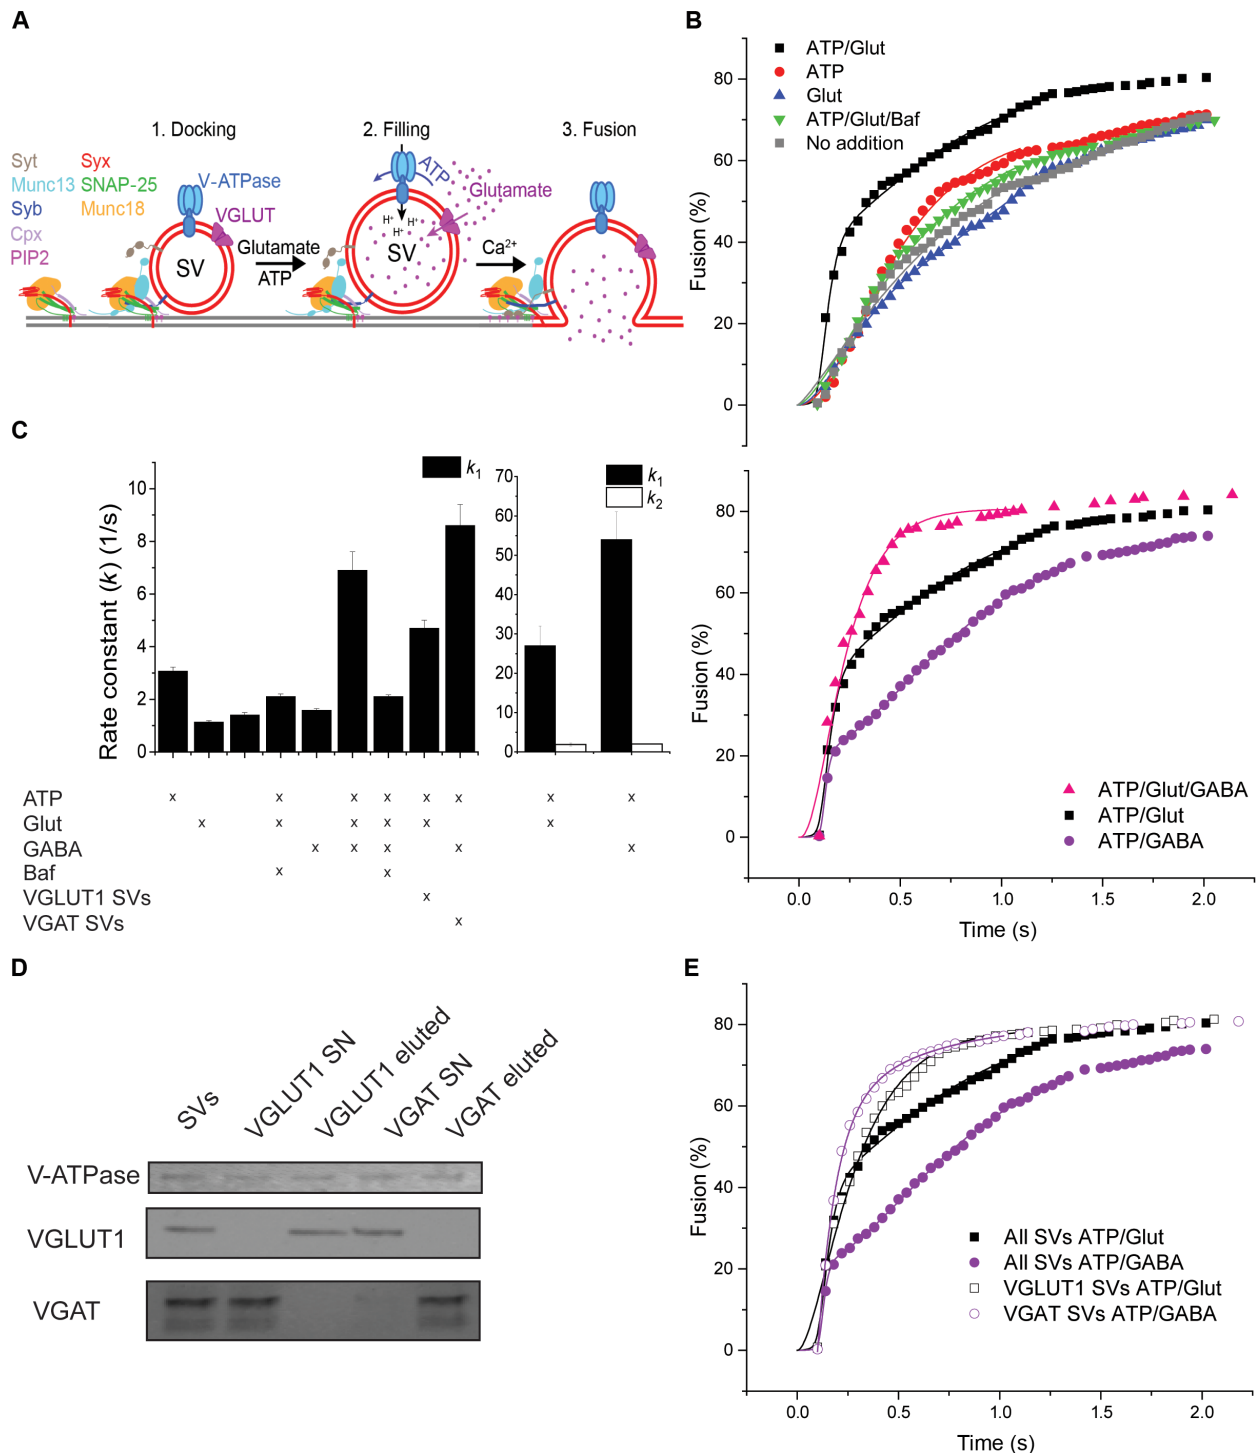 A
1. Docking
2. Filling
3. Fusion
Syt
Syx
Munc13
SNAP-25
Syb
Munc18
Cpx
PIP2
V-ATPase
VGLUT
SV
Glutamate
ATP
ATP
Glutamate
H⁺
H⁺
H⁺
SV
Ca²⁺
B
ATP/Glut
ATP
Glut
ATP/Glut/Baf
No addition
Fusion (%)
80
60
40
20
0
ATP/Glut/GABA
ATP/Glut
ATP/GABA
Fusion (%)
80
60
40
20
0
0.0
0.5
1.0
1.5
2.0
Time (s)
C
k₁
k₁
k₂
Rate constant (k) (1/s)
10
8
6
4
2
0
70
60
50
40
30
20
10
0
ATP x x x x x x x x
Glut x x x x x x
GABA x x x x x
Baf x x
VGLUT1 SVs x
VGAT SVs x
D
SVs
VGLUT1 SN
VGLUT1 eluted
VGAT SN
VGAT eluted
V-ATPase
VGLUT1
VGAT
E
Fusion (%)
80
60
40
20
0
All SVs ATP/Glut
All SVs ATP/GABA
VGLUT1 SVs ATP/Glut
VGAT SVs ATP/GABA
0.0
0.5
1.0
1.5
2.0
Time (s)